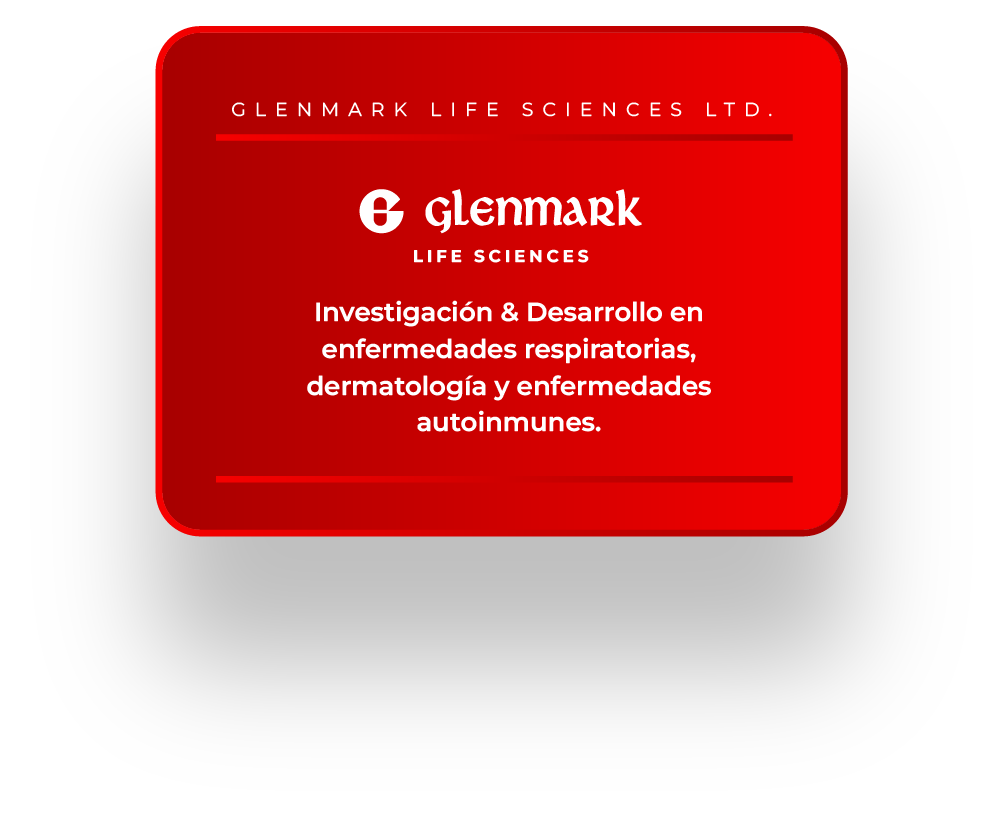 GLENMARK LIFE SCIENCES LTD.
glenmark
LIFE SCIENCES
Investigación & Desarrollo en
enfermedades respiratorias,
dermatología y enfermedades
autoinmunes.